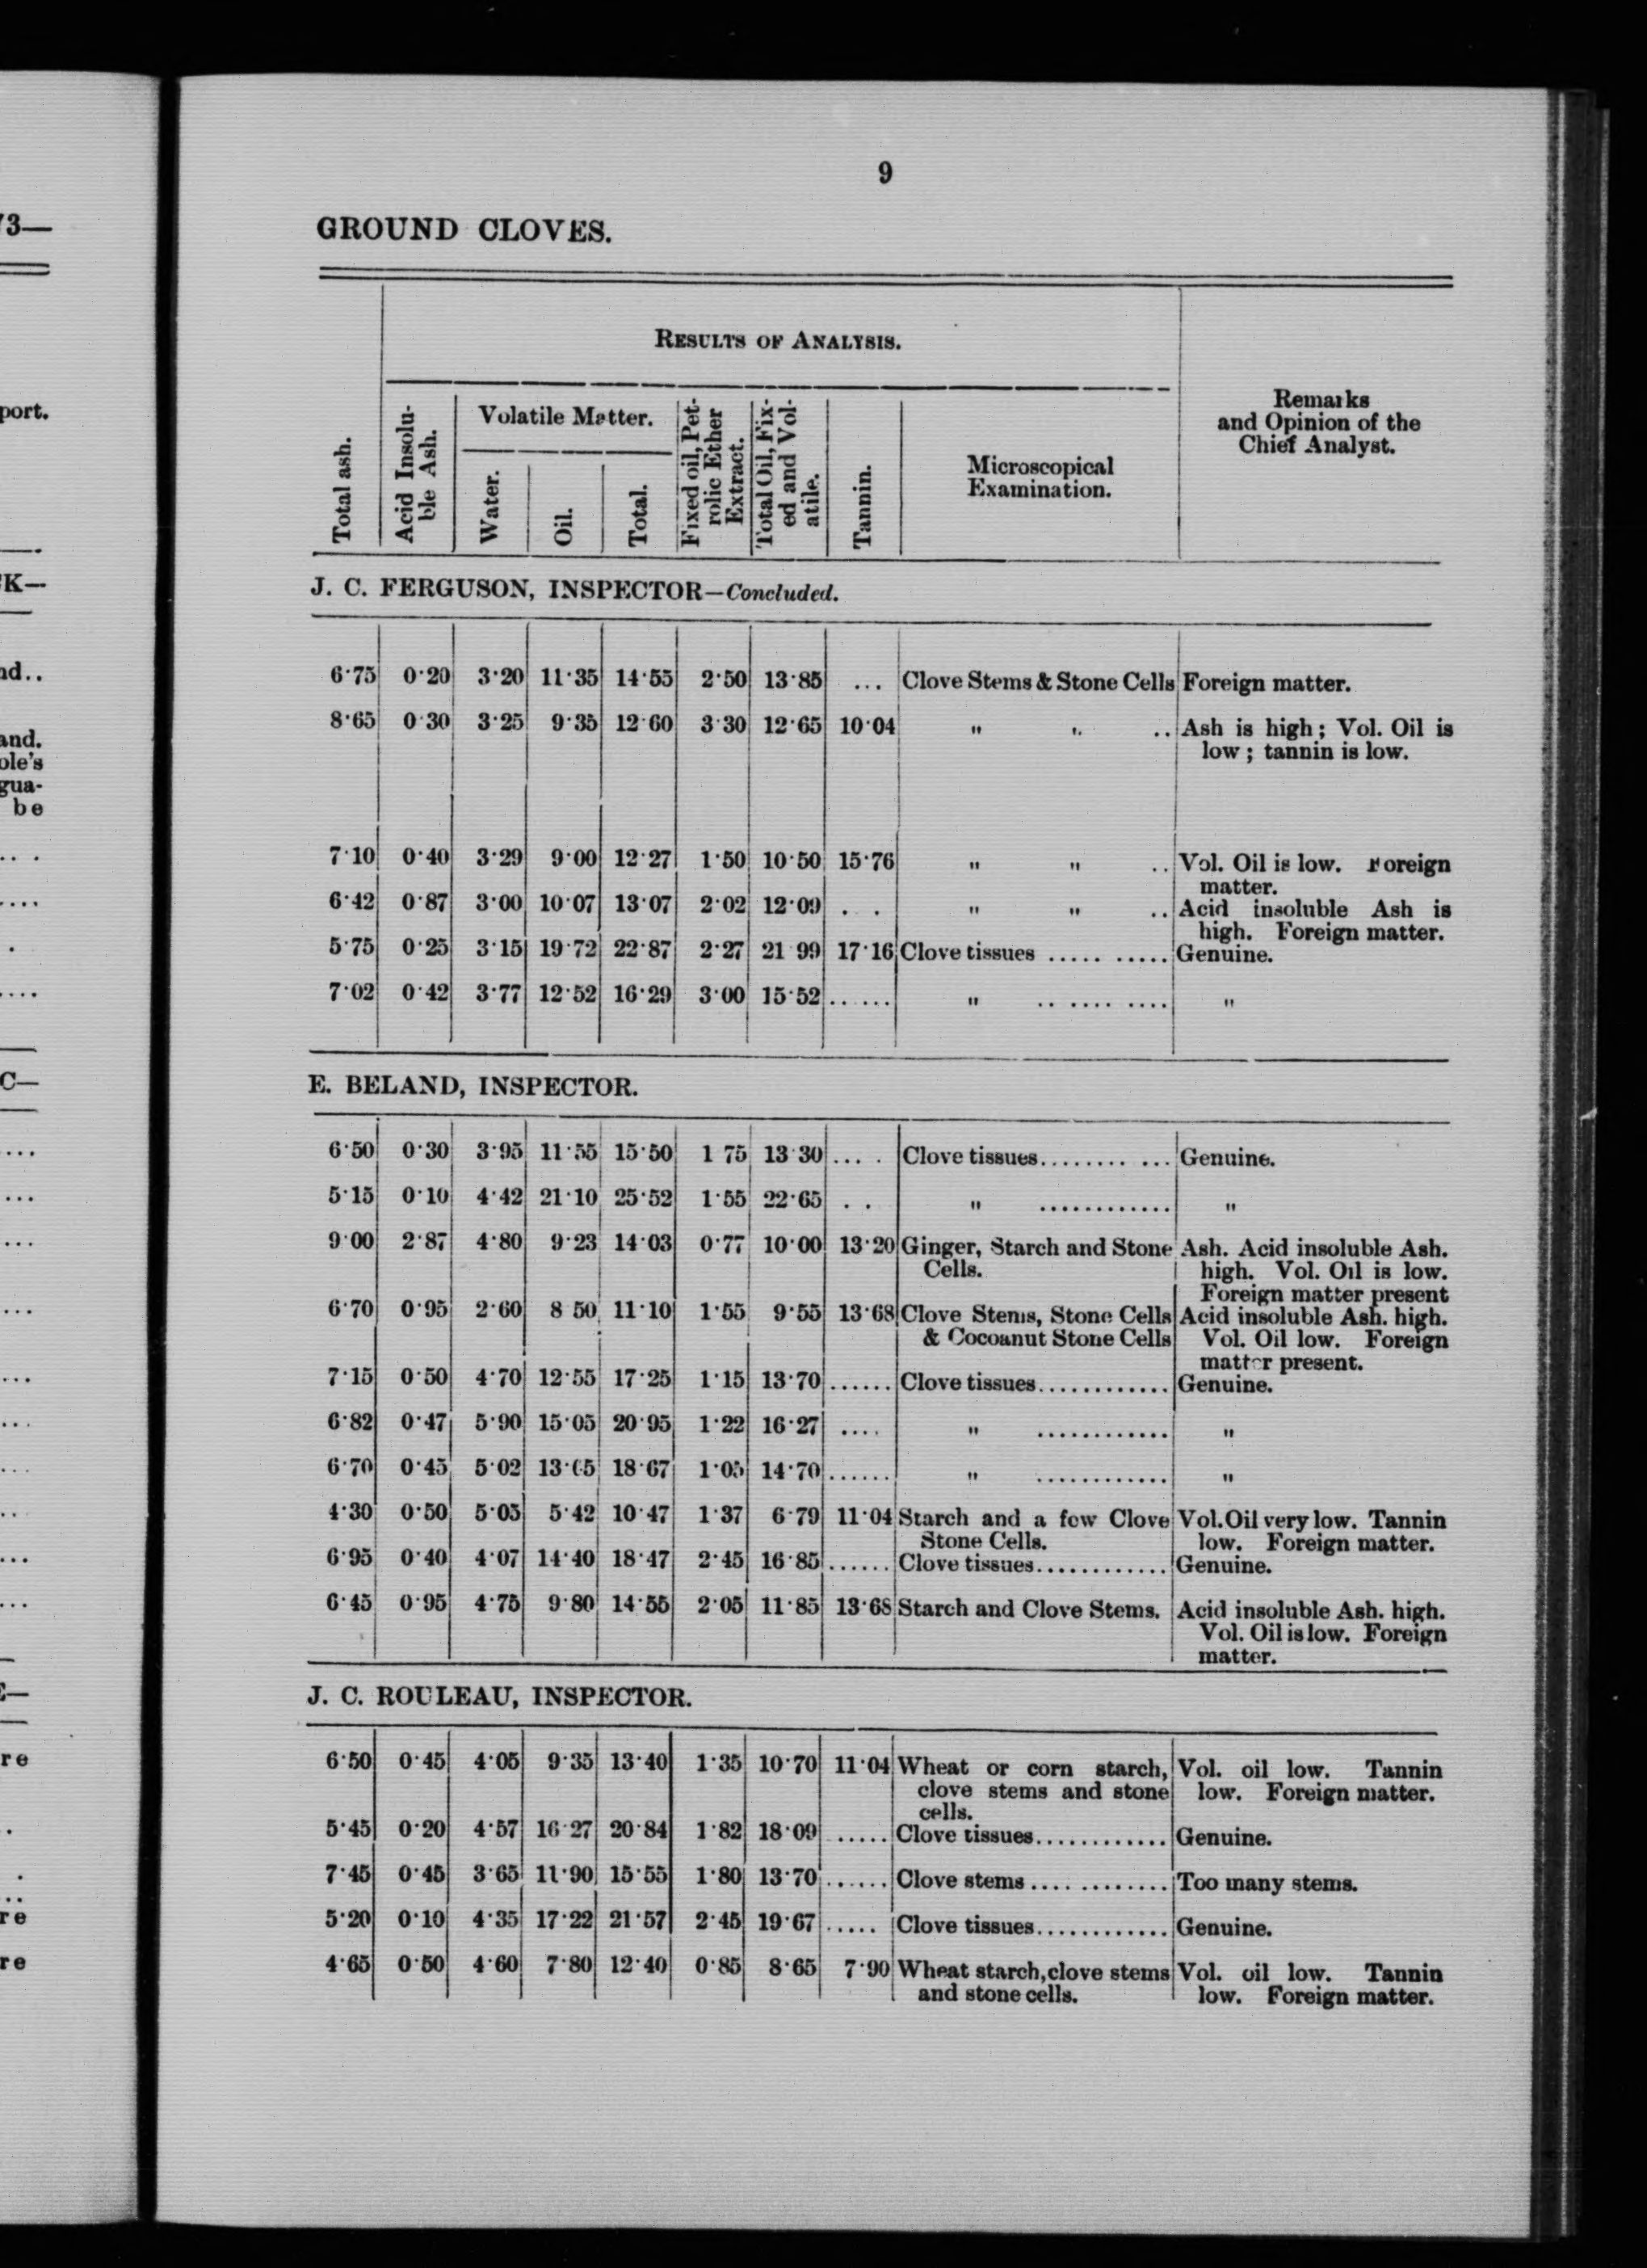 9
GROUND CLOVES.
RESULTS OF ANALYSIS.
Total ash.
Acid Insolu-
ble Ash.
Volatile Matter.
Water.
Oil.
Total.
Fixed oil, Pet-
rolic Ether
Extract.
Total Oil, Fix-
ed and Vol-
atile.
Tannin.
Microscopical
Examination.
Remarks
and Opinion of the
Chief Analyst.
J. C. FERGUSON, INSPECTOR—Concluded.
6·75 0·20 3·20 11·35 14·55 2·50 13·85 ... Clove Stems & Stone Cells Foreign matter.
8·65 0 30 3·25 9·35 12 60 3 30 12·65 10·04 " " .. Ash is high; Vol. Oil is
low; tannin is low.
7·10 0·40 3·29 9·00 12·27 1·50 10·50 15·76 " " .. Vol. Oil is low. Foreign
matter.
6·42 0·87 3·00 10·07 13·07 2·02 12·09 . . " " .. Acid insoluble Ash is
high. Foreign matter.
5·75 0·25 3·15 19·72 22·87 2·27 21 99 17·16 Clove tissues ..... ..... Genuine.
7·02 0·42 3·77 12·52 16·29 3·00 15·52 ...... " .. ...... .... "
E. BELAND, INSPECTOR.
6·50 0·30 3·95 11·55 15·50 1 75 13 30 ... . Clove tissues........ ... Genuine.
5·15 0·10 4·42 21·10 25·52 1·55 22·65 . . " ............ "
9·00 2·87 4·80 9·23 14·03 0·77 10·00 13·20 Ginger, Starch and Stone Ash. Acid insoluble Ash.
Cells. high. Vol. Oil is low.
Foreign matter present
6·70 0·95 2·60 8 50 11·10 1·55 9·55 13·68 Clove Stems, Stone Cells Acid insoluble Ash. high.
& Cocoanut Stone Cells Vol. Oil low. Foreign
matter present.
7·15 0·50 4·70 12·55 17·25 1·15 13·70 ...... Clove tissues............ Genuine.
6·82 0·47 5·90 15·05 20·95 1·22 16·27 .... " ............ "
6·70 0·45 5·02 13·65 18·67 1·05 14·70 ...... " ............ "
4·30 0·50 5·05 5·42 10·47 1·37 6·79 11·04 Starch and a few Clove Vol. Oil very low. Tannin
Stone Cells. low. Foreign matter.
6·95 0·40 4·07 14·40 18·47 2·45 16·85 ...... Clove tissues............ Genuine.
6·45 0·95 4·75 9·80 14·55 2·05 11·85 13·68 Starch and Clove Stems. Acid insoluble Ash. high.
Vol. Oil is low. Foreign
matter.
J. C. ROULEAU, INSPECTOR.
6·50 0·45 4·05 9·35 13·40 1·35 10·70 11·04 Wheat or corn starch, Vol. oil low. Tannin
clove stems and stone low. Foreign matter.
cells.
5·45 0·20 4·57 16·27 20·84 1·82 18·09 ..... Clove tissues............ Genuine.
7·45 0·45 3·65 11·90 15·55 1·80 13·70 ...... Clove stems .... ........ Too many stems.
5·20 0·10 4·35 17·22 21·57 2·45 19·67 ..... Clove tissues............ Genuine.
4·65 0·50 4·60 7·80 12·40 0·85 8·65 7·90 Wheat starch, clove stems Vol. oil low. Tannin
and stone cells. low. Foreign matter.